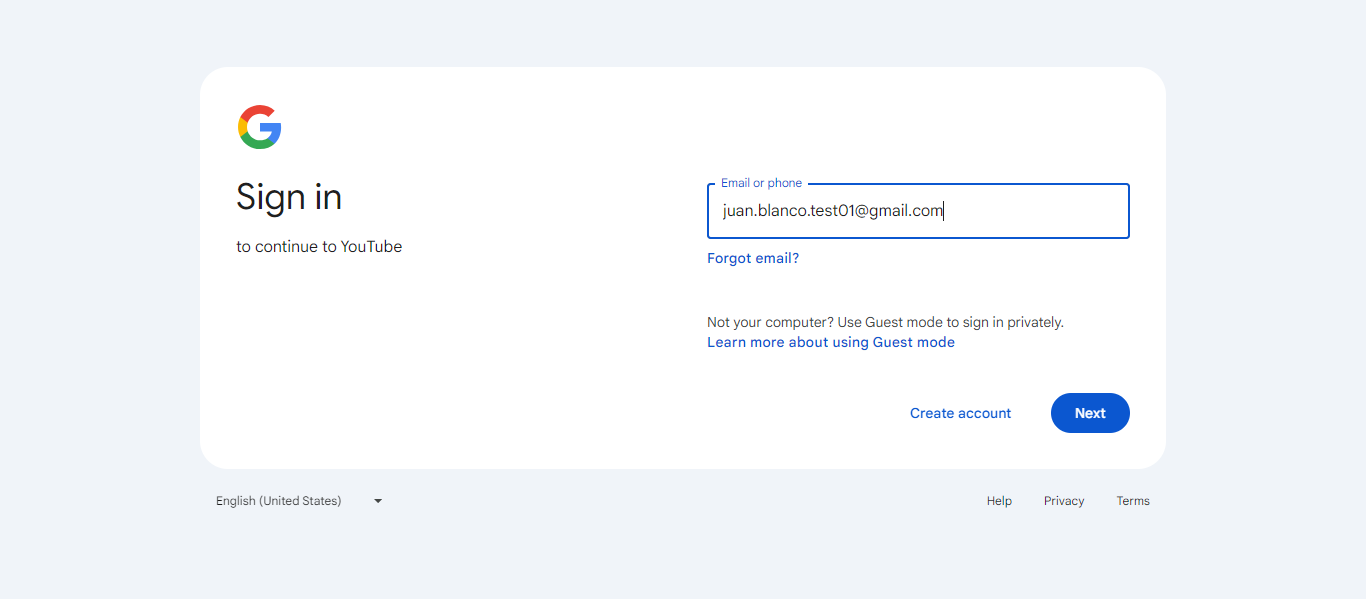 Sign in
to continue to YouTube
Email or phone
juan.blanco.test01@gmail.com
Forgot email?
Not your computer? Use Guest mode to sign in privately.
Learn more about using Guest mode
Create account
Next
English (United States)
Help
Privacy
Terms